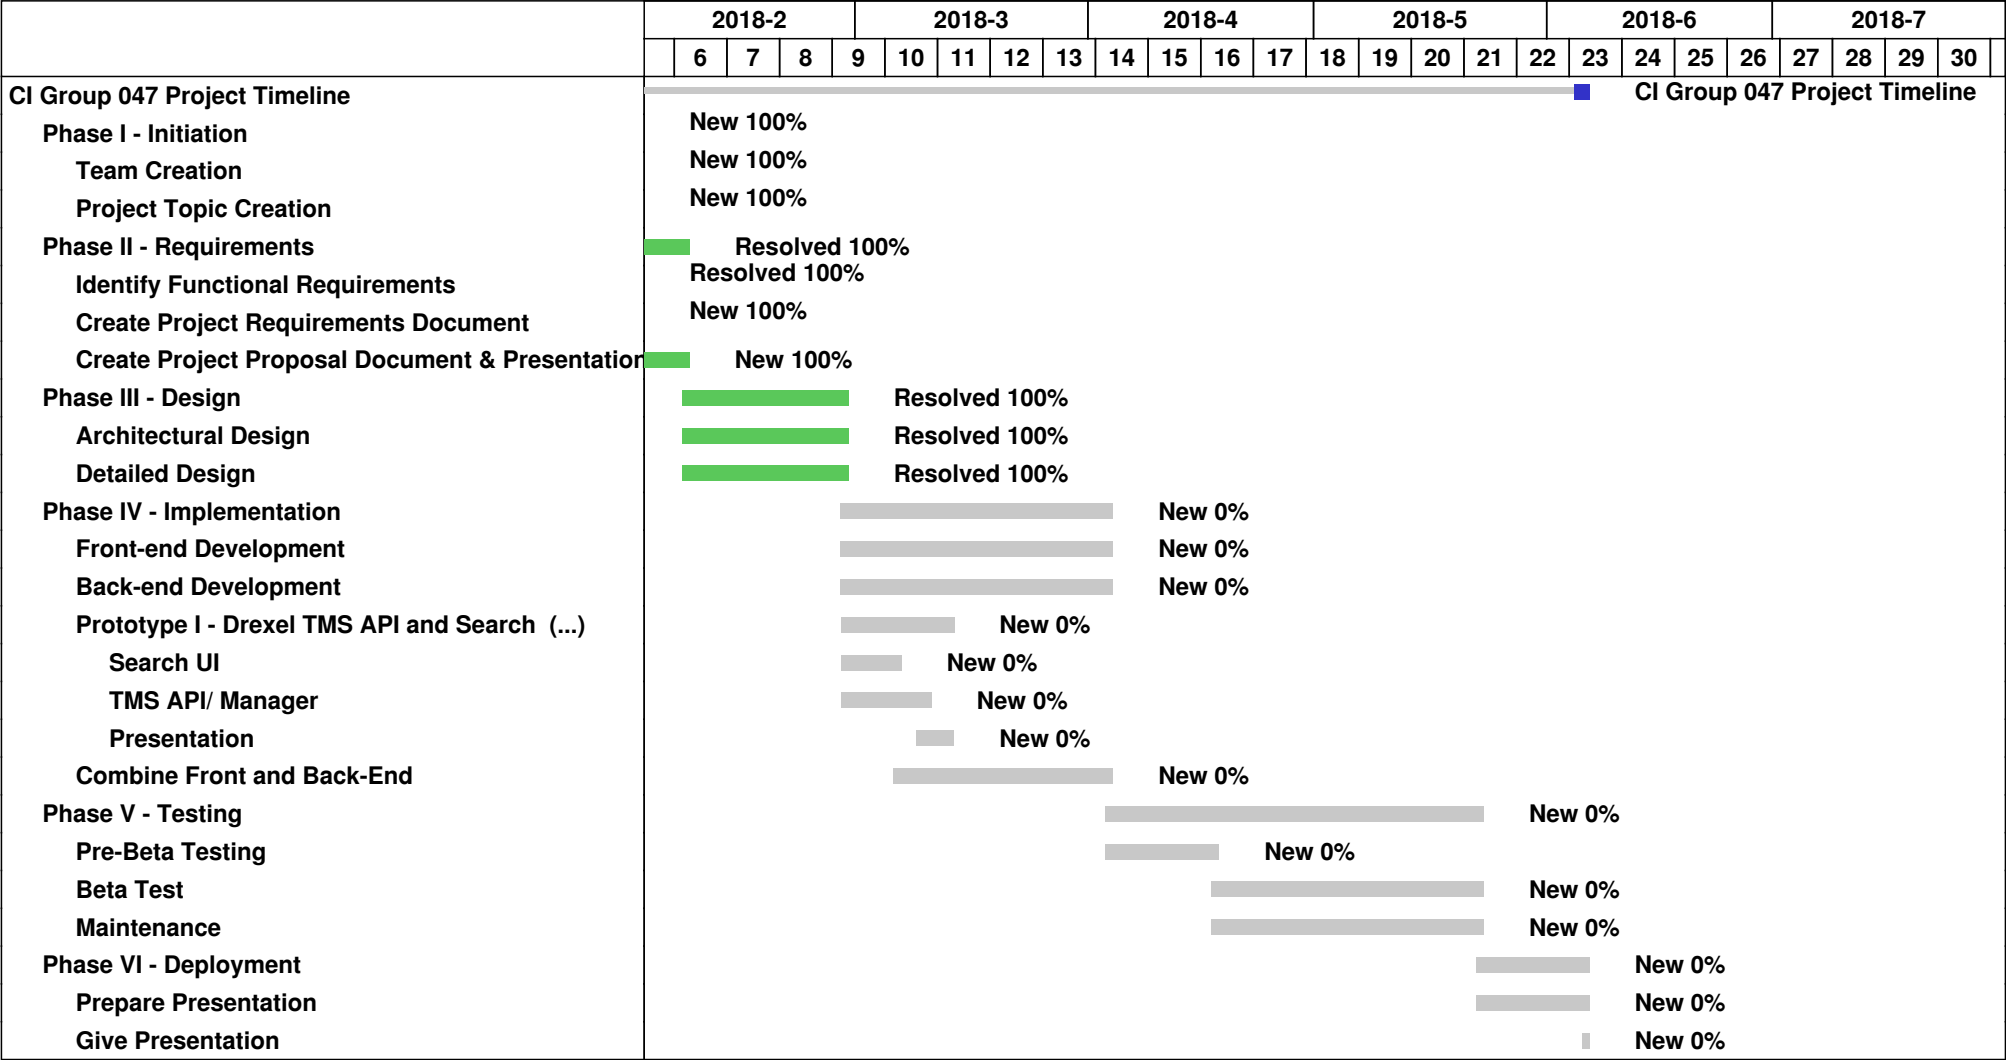 2018-2 2018-3 2018-4 2018-5 2018-6 2018-7
6 7 8 9 10 11 12 13 14 15 16 17 18 19 20 21 22 23 24 25 26 27 28 29 30
CI Group 047 Project Timeline CI Group 047 Project Timeline
Phase I - Initiation New 100%
Team Creation New 100%
Project Topic Creation New 100%
Phase II - Requirements Resolved 100%
Identify Functional Requirements Resolved 100%
Create Project Requirements Document New 100%
Create Project Proposal Document & Presentation New 100%
Phase III - Design Resolved 100%
Architectural Design Resolved 100%
Detailed Design Resolved 100%
Phase IV - Implementation New 0%
Front-end Development New 0%
Back-end Development New 0%
Prototype I - Drexel TMS API and Search (...) New 0%
Search UI New 0%
TMS API/ Manager New 0%
Presentation New 0%
Combine Front and Back-End New 0%
Phase V - Testing New 0%
Pre-Beta Testing New 0%
Beta Test New 0%
Maintenance New 0%
Phase VI - Deployment New 0%
Prepare Presentation New 0%
Give Presentation New 0%